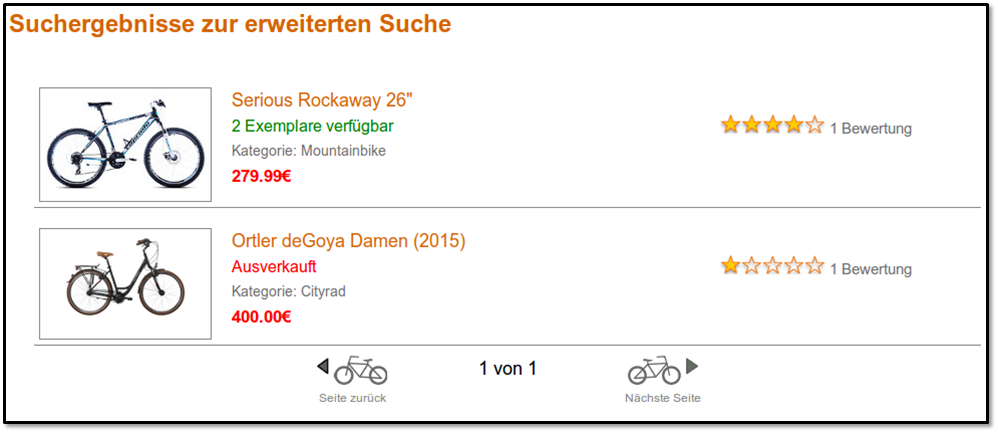 Suchergebnisse zur erweiterten Suche
Serious Rockaway 26"
2 Exemplare verfügbar
1 Bewertung
Kategorie: Mountainbike
279.99€
Ortler deGoya Damen (2015)
Ausverkauft
1 Bewertung
Kategorie: Cityrad
400.00€
1 von 1
Seite zurück
Nächste Seite